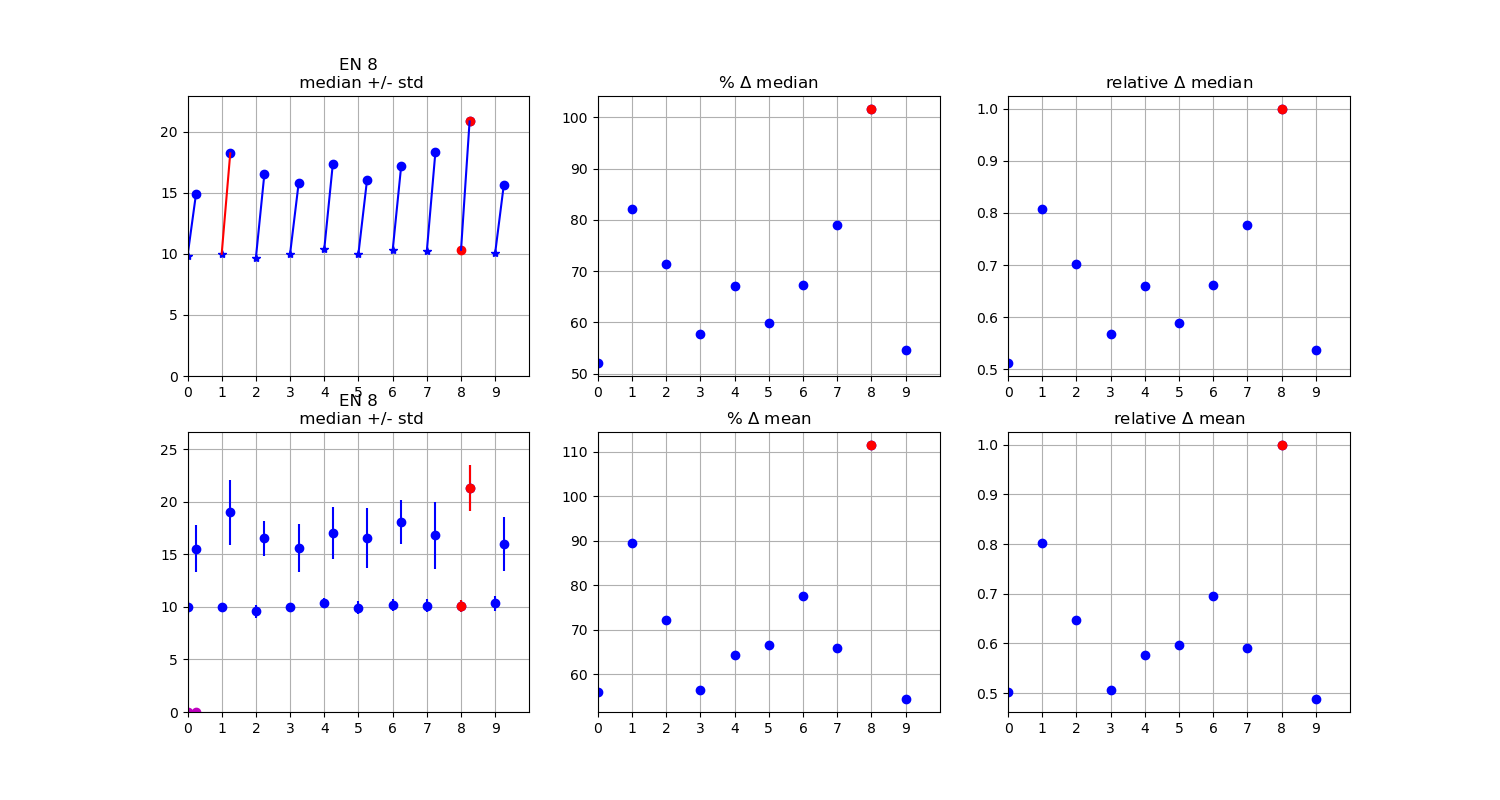 EN 8
median +/- std
% Δ median
relative Δ median
20
15
10
5
0
0 1 2 3 4 5 6 7 8 9
100
90
80
70
60
50
0 1 2 3 4 5 6 7 8 9
1.0
0.9
0.8
0.7
0.6
0.5
0 1 2 3 4 5 6 7 8 9
EN 8
median +/- std
% Δ mean
relative Δ mean
25
20
15
10
5
0
0 1 2 3 4 5 6 7 8 9
110
100
90
80
70
60
0 1 2 3 4 5 6 7 8 9
1.0
0.9
0.8
0.7
0.6
0.5
0 1 2 3 4 5 6 7 8 9